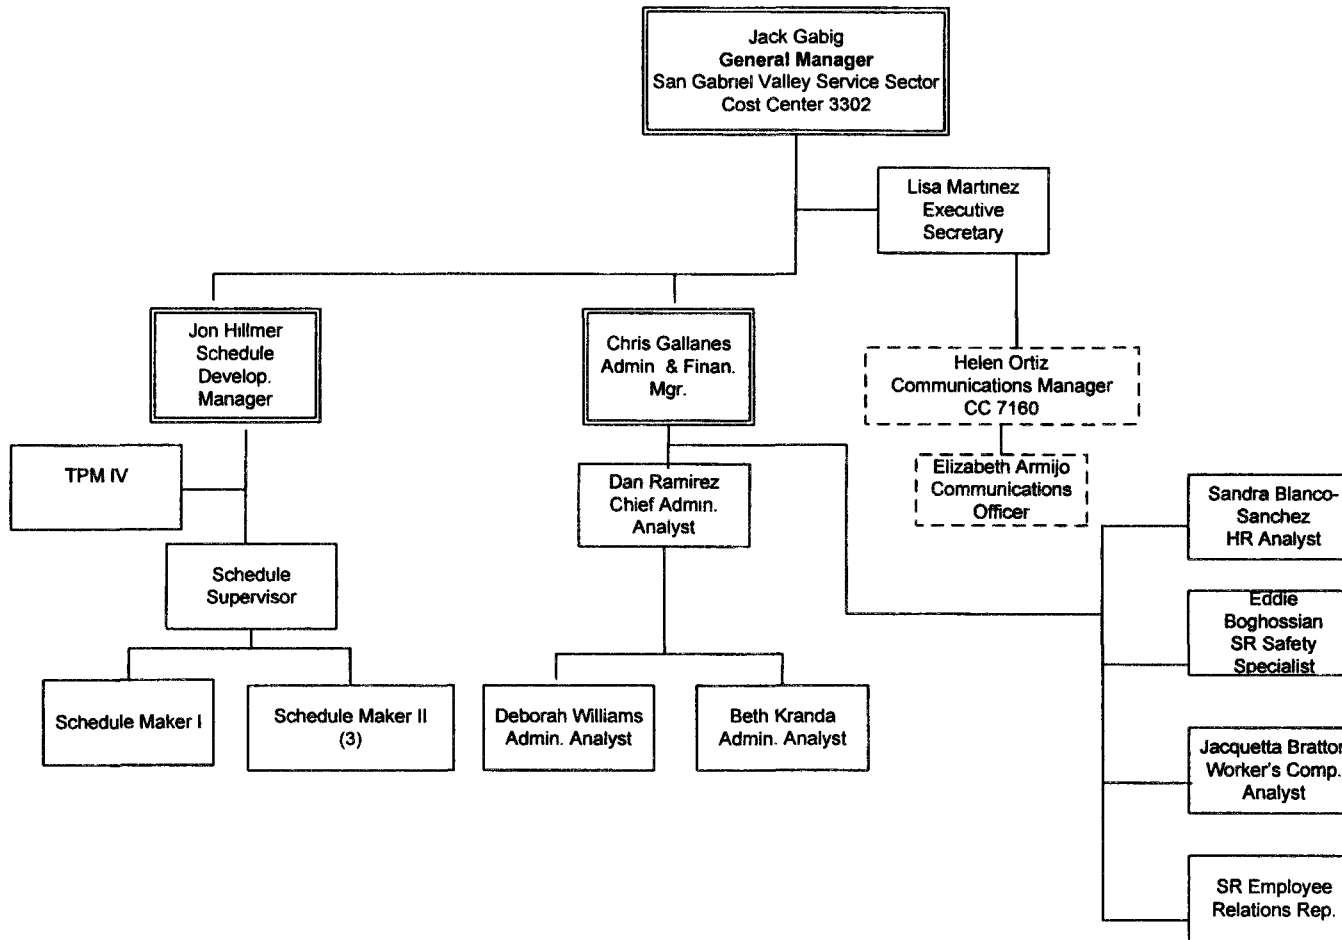 Jack Gabig
General Manager
San Gabriel Valley Service Sector
Cost Center 3302
Lisa Martinez
Executive
Secretary
Jon Hillmer
Schedule
Develop.
Manager
Chris Gallanes
Admin & Finan.
Mgr.
Helen Ortiz
Communications Manager
CC 7160
TPM IV
Dan Ramirez
Chief Admin.
Analyst
Elizabeth Armijo
Communications
Officer
Sandra Blanco-
Sanchez
HR Analyst
Schedule
Supervisor
Eddie
Boghossian
SR Safety
Specialist
Schedule Maker I
Schedule Maker II
(3)
Deborah Williams
Admin. Analyst
Beth Kranda
Admin. Analyst
Jacquetta Bratton
Worker's Comp.
Analyst
SR Employee
Relations Rep.